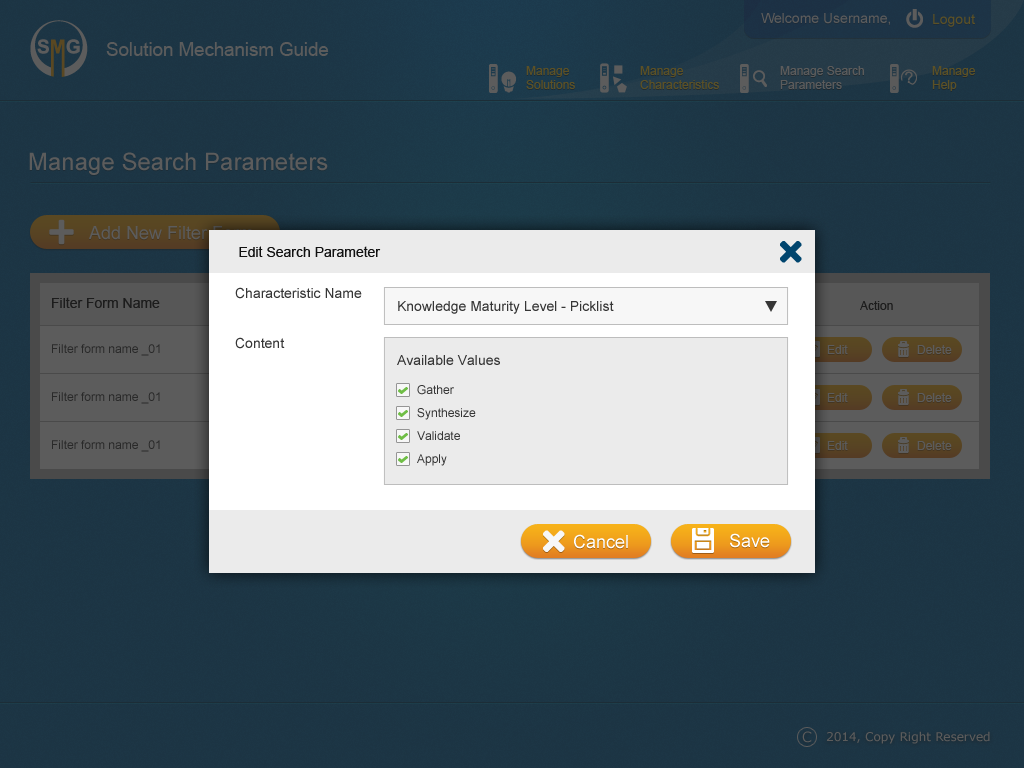 Welcome Username,
Logout
SMG
Solution Mechanism Guide
Manage
Solutions
Manage
Characteristics
Manage Search
Parameters
Manage
Help
Manage Search Parameters
Add New Filter
Edit Search Parameter
Characteristic Name
Knowledge Maturity Level - Picklist
Content
Available Values
Gather
Synthesize
Validate
Apply
Cancel
Save
Filter Form Name
Action
Filter form name _01
Edit
Delete
Filter form name _01
Edit
Delete
Filter form name _01
Edit
Delete
© 2014, Copy Right Reserved